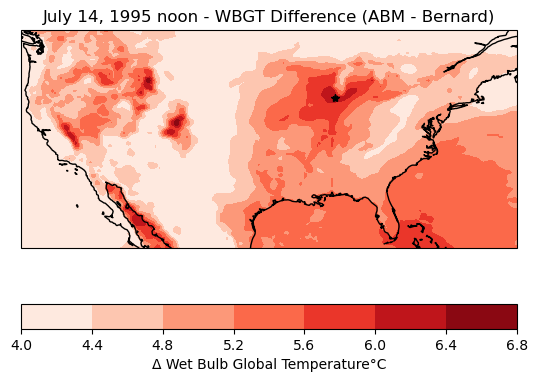 July 14, 1995 noon - WBGT Difference (ABM - Bernard)
4.0 4.4 4.8 5.2 5.6 6.0 6.4 6.8
Δ Wet Bulb Global Temperature°C